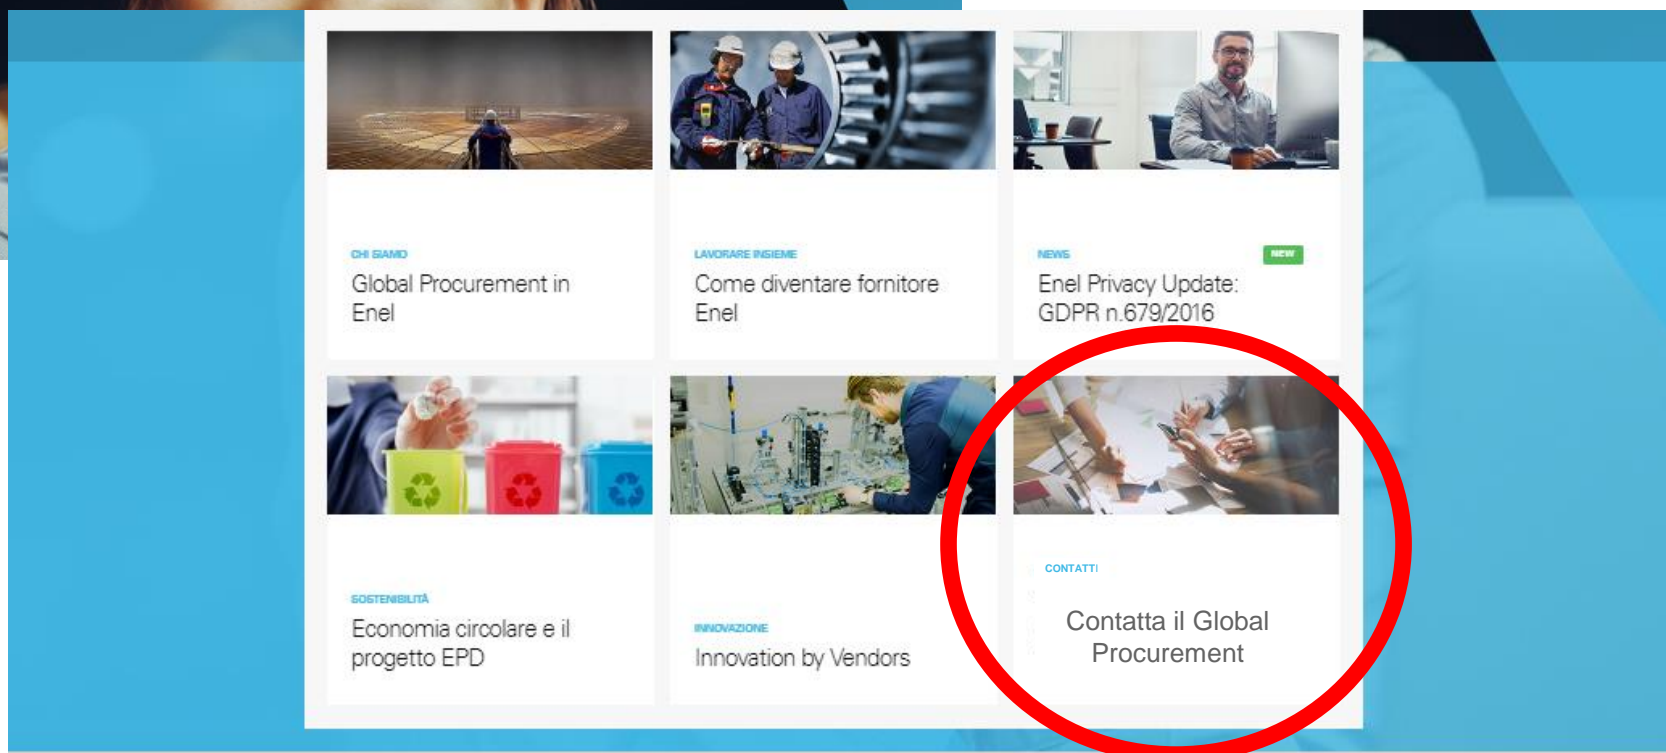 CHI SIAMO
Global Procurement in
Enel
LAVORARE INSIEME
Come diventare fornitore
Enel
NEWS
NEW
Enel Privacy Update:
GDPR n.679/2016
SOSTENIBILITÀ
Economia circolare e il
progetto EPD
INNOVAZIONE
Innovation by Vendors
CONTATTI
Contatta il Global
Procurement